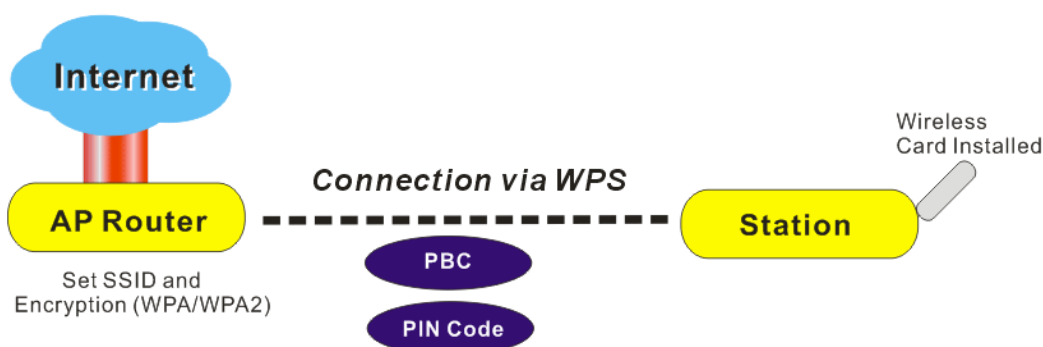 Internet
AP Router
Set SSID and
Encryption (WPA/WPA2)
Connection via WPS
PBC
PIN Code
Station
Wireless
Card Installed